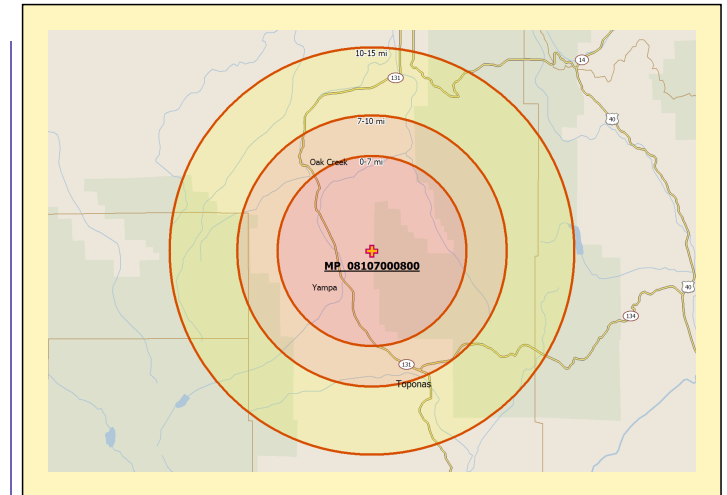 10-15 mi
14
131
40
7-10 mi
Oak Creek
0-7 mi
MP 08107000800
Yampa
40
134
131
Toponas